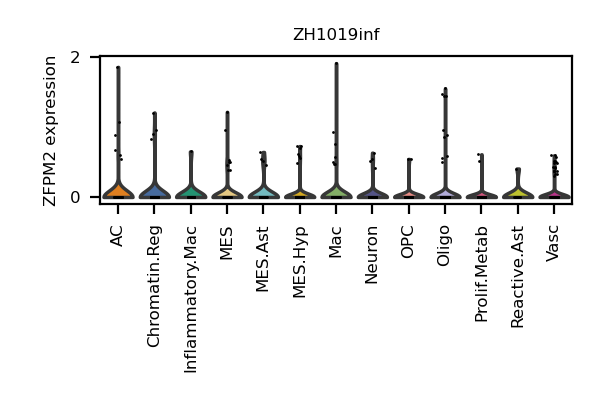 ZH1019inf
ZFPM2 expression
2
0
AC
Chromatin.Reg
Inflammatory.Mac
MES
MES.Ast
MES.Hyp
Mac
Neuron
OPC
Oligo
Prolif.Metab
Reactive.Ast
Vasc